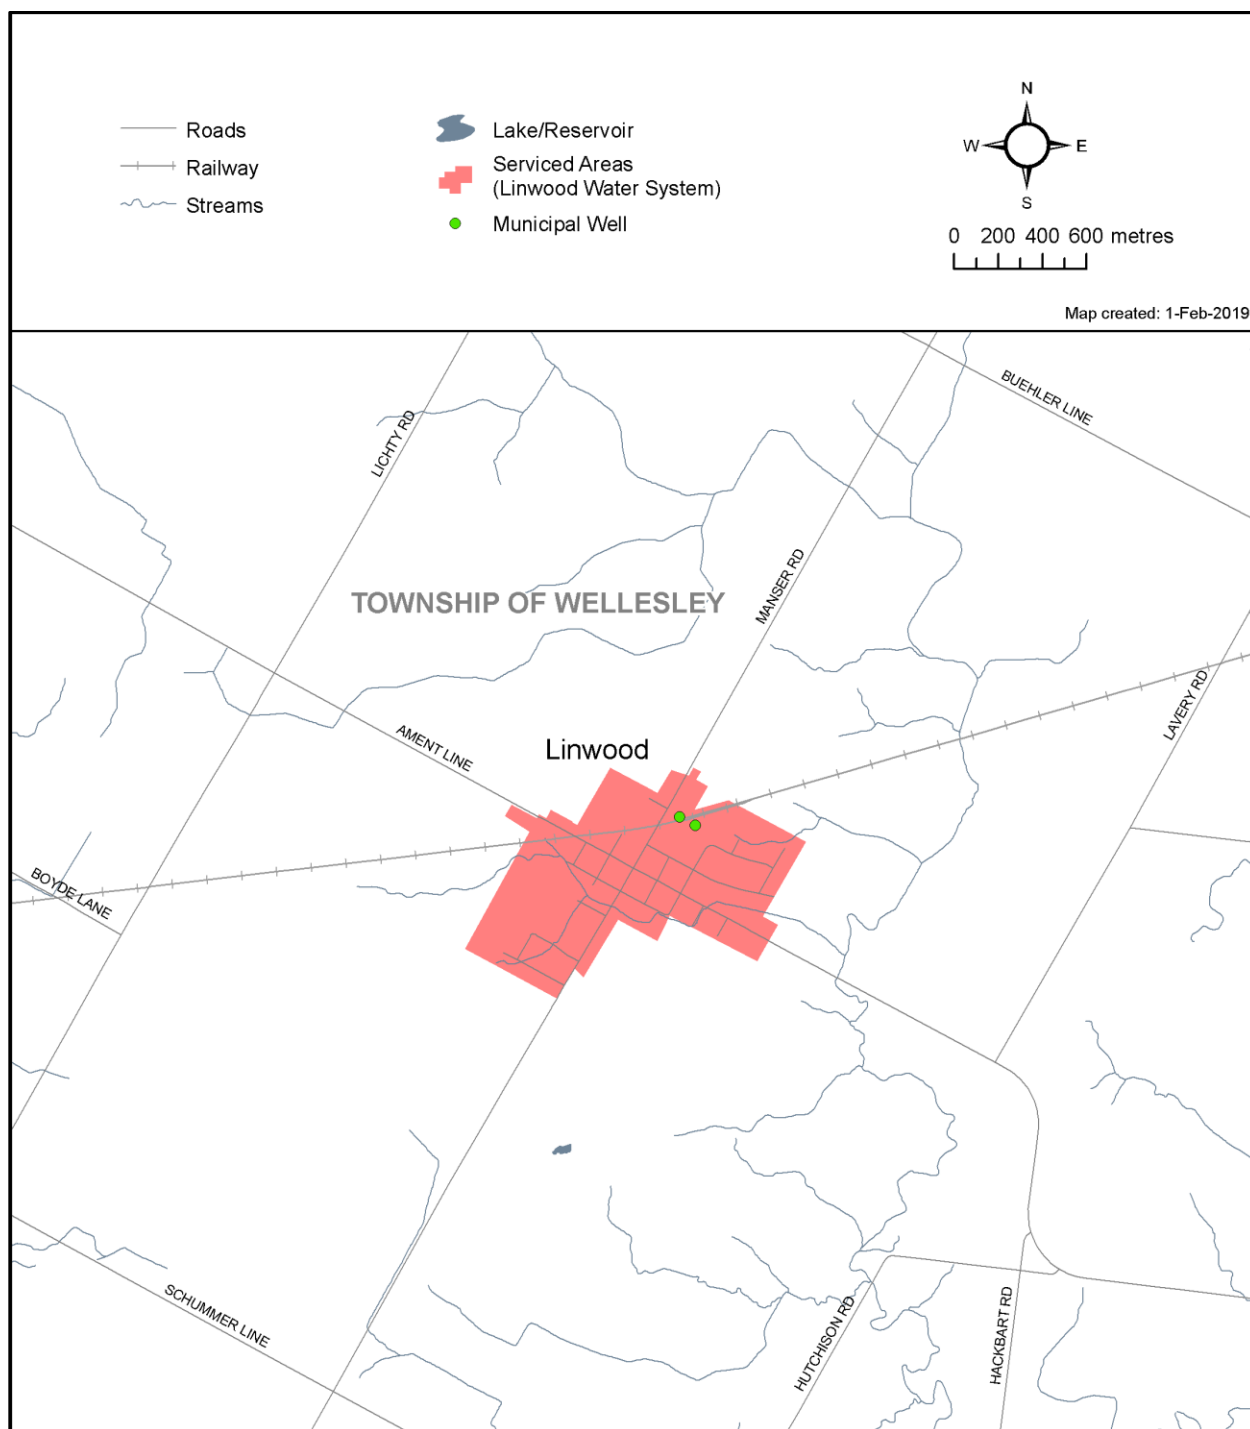 Roads
Railway
Streams
Lake/Reservoir
Serviced Areas
(Linwood Water System)
Municipal Well
N
W E
S
0 200 400 600 metres
Map created: 1-Feb-2019
BUEHLER LINE
LICHTY RD
MANSER RD
TOWNSHIP OF WELLESLEY
LAVERY RD
AMENT LINE
Linwood
BOYDE LANE
SCHUMMER LINE
HUTCHISON RD
HACKBART RD